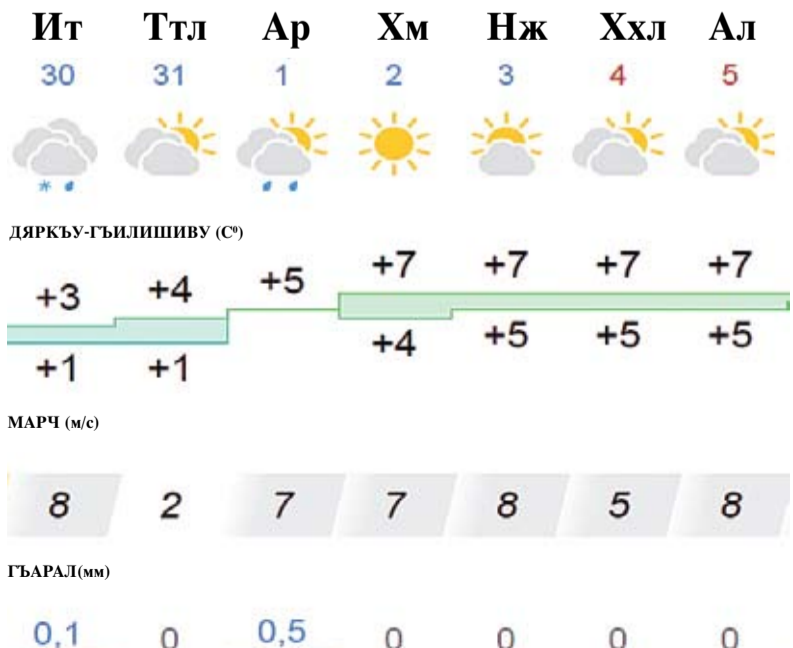 Ит Ттл Ар Хм Нж Ххл Ал
30 31 1 2 3 4 5
ДЯРКЪУ-ГЪИЛИШИВУ (С⁰)
+3 +4 +5 +7 +7 +7 +7
+1 +1 +4 +5 +5 +5
МАРЧ (м/с)
8 2 7 7 8 5 8
ГЪАРАЛ(мм)
0,1 0 0,5 0 0 0 0